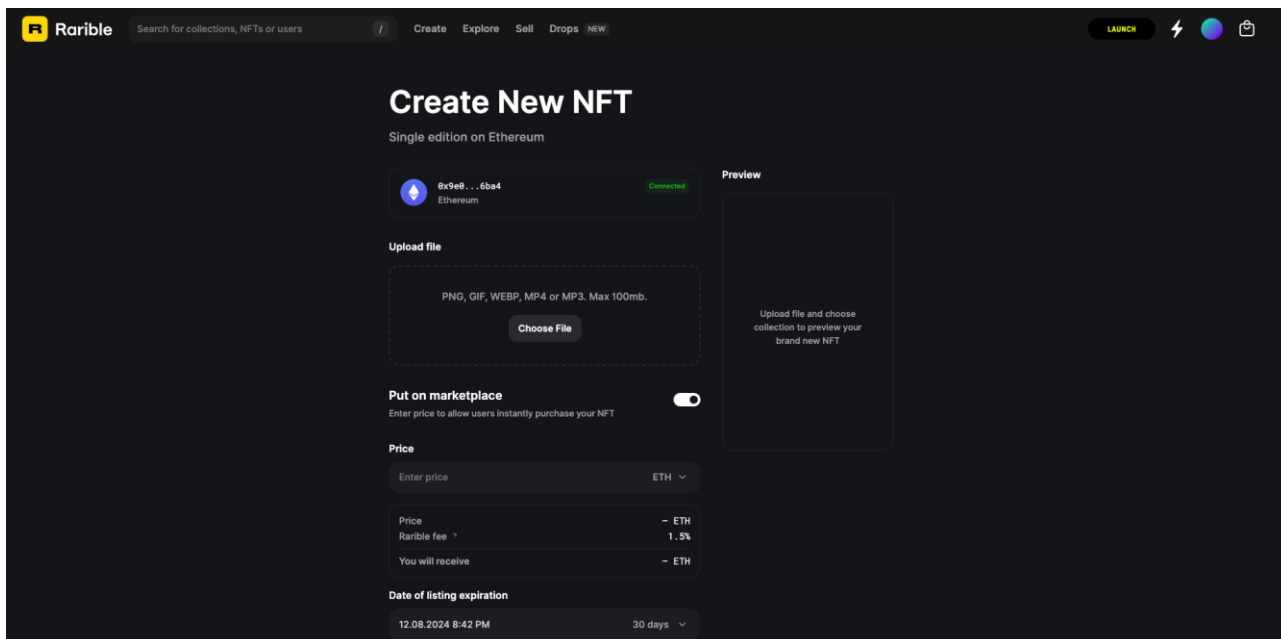 Rarible
Search for collections, NFTs or users
/
Create
Explore
Sell
Drops
NEW
LAUNCH
Create New NFT
Single edition on Ethereum
0x9e0...6ba4
Ethereum
Connected
Preview
Upload file
PNG, GIF, WEBP, MP4 or MP3. Max 100mb.
Choose File
Upload file and choose
collection to preview your
brand new NFT
Put on marketplace
Enter price to allow users instantly purchase your NFT
Price
Enter price
ETH
Price
– ETH
Rarible fee ?
1.5%
You will receive
– ETH
Date of listing expiration
12.08.2024 8:42 PM
30 days